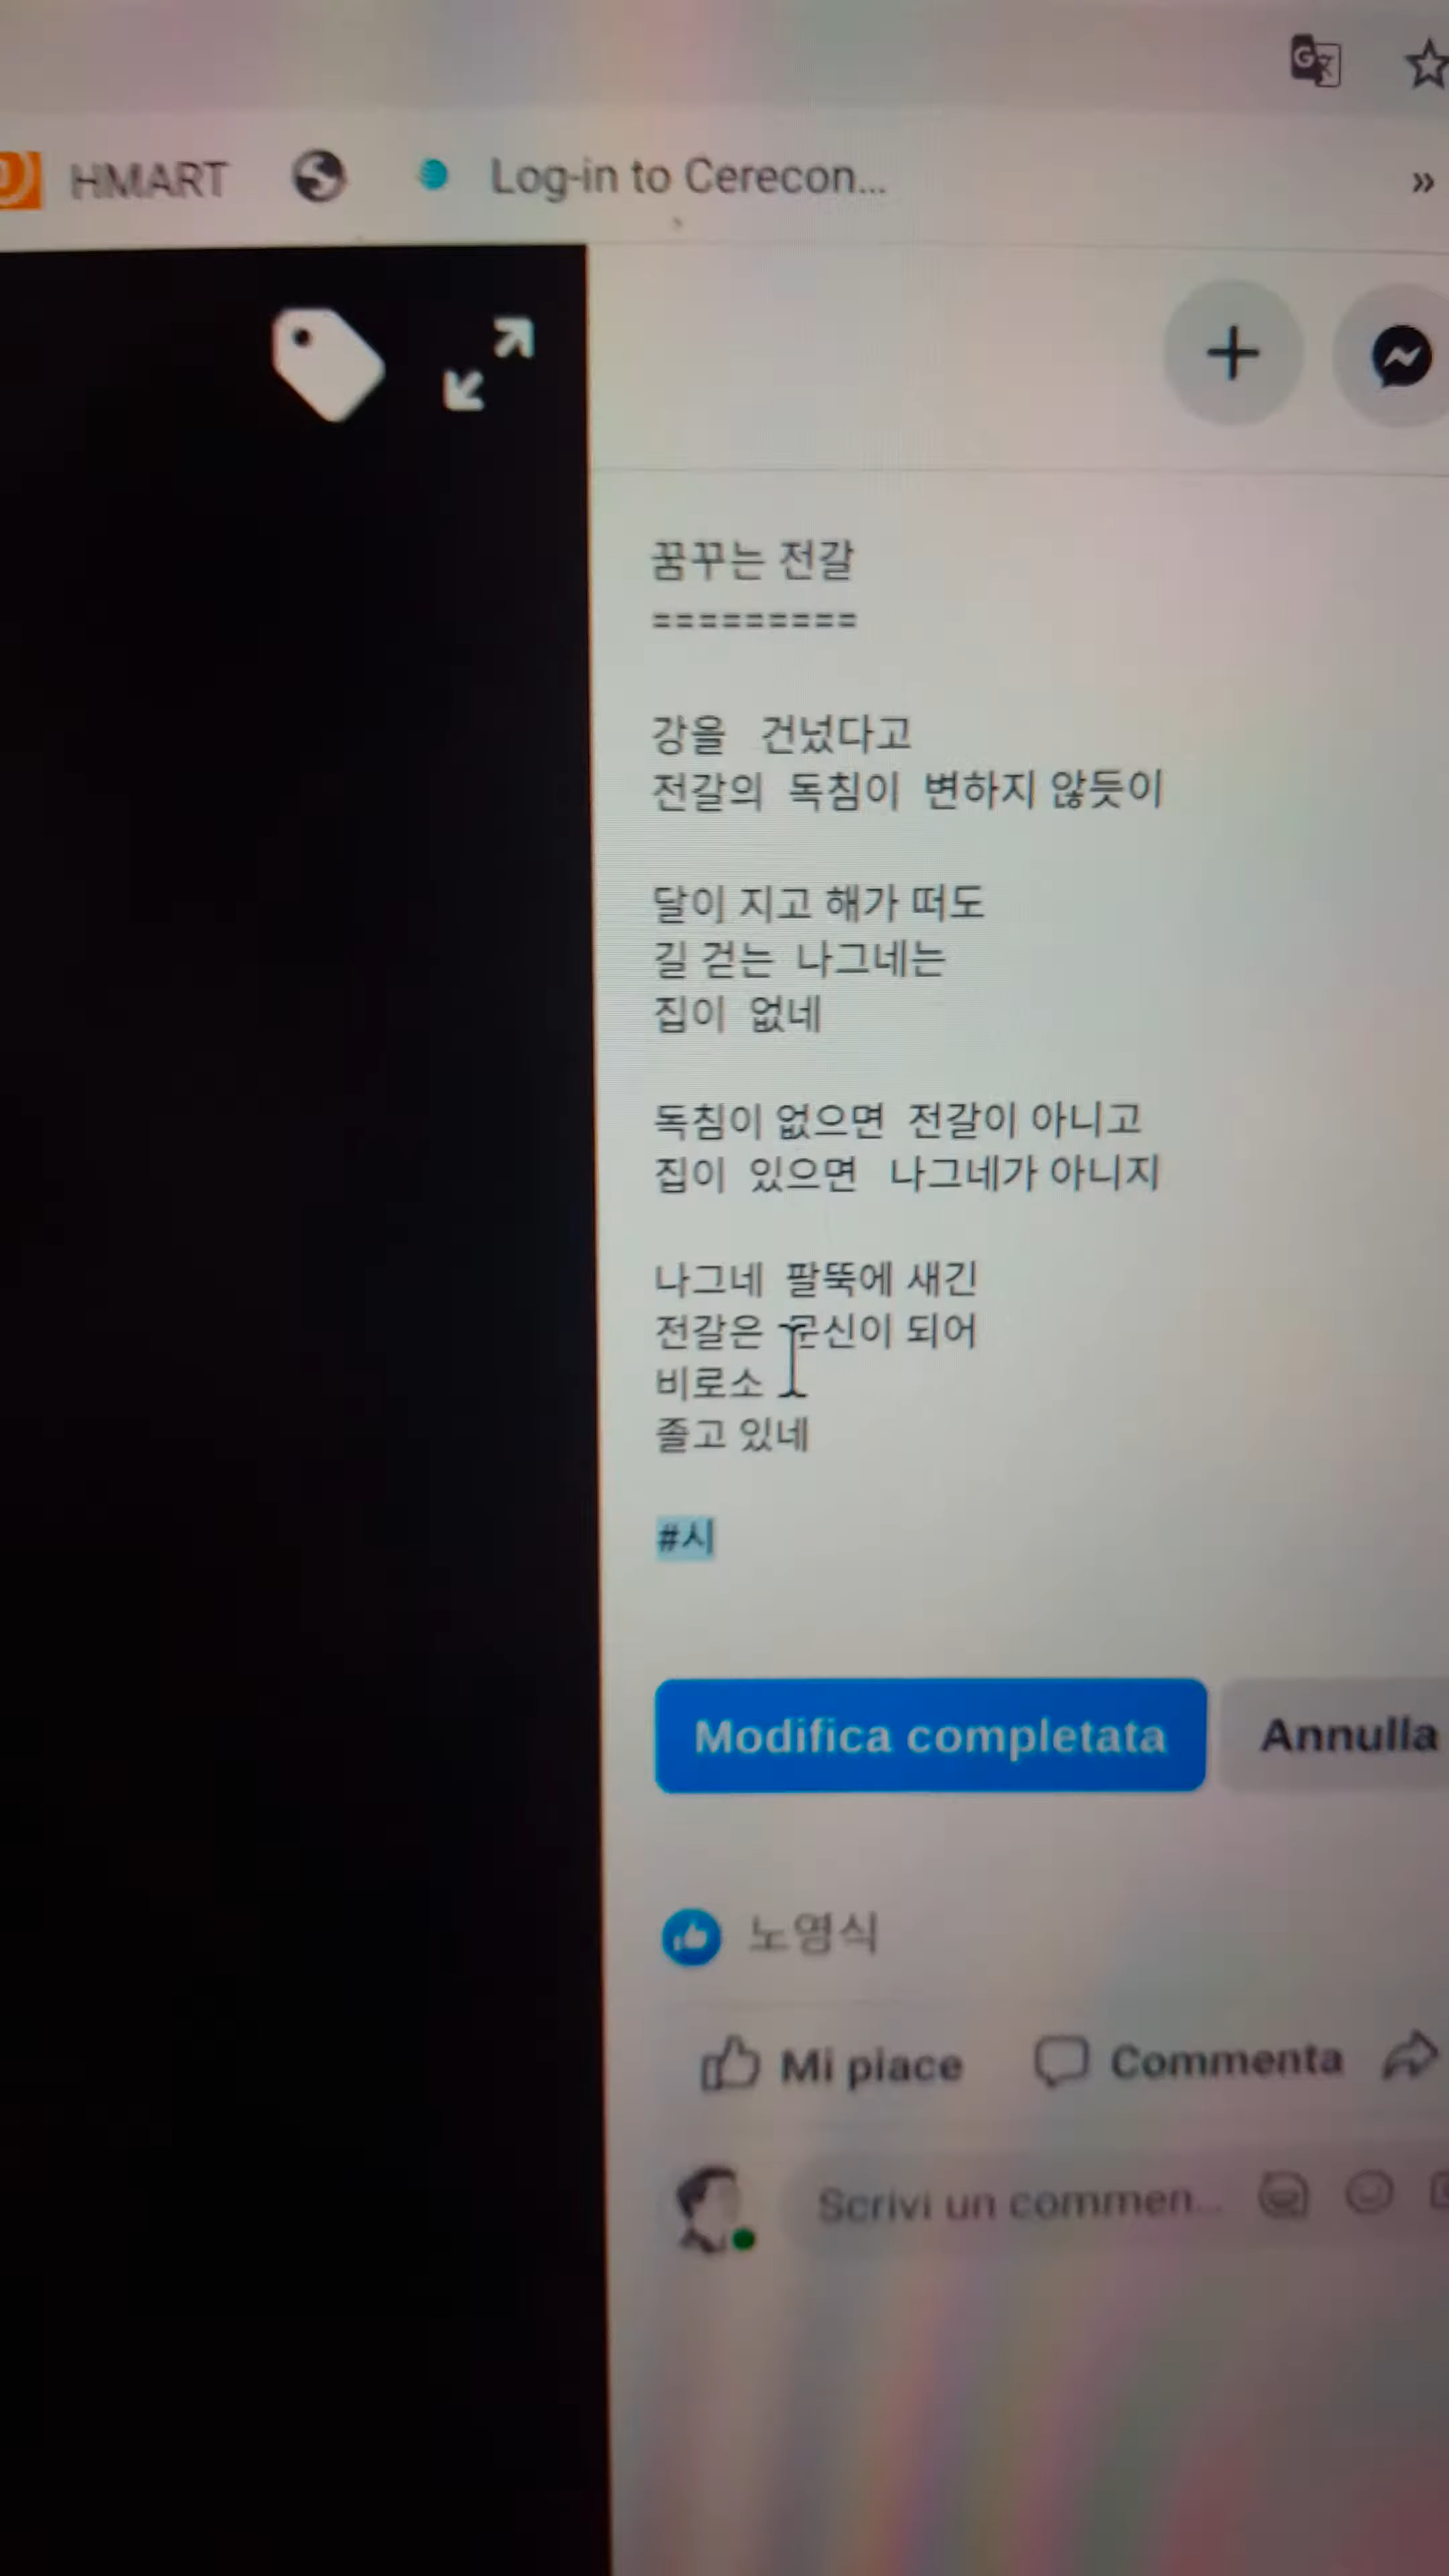 HMART
Log-in to Cerecon...
»
꿈꾸는 전갈
=========
강을 건넜다고
전갈의 독침이 변하지 않듯이
달이 지고 해가 떠도
길 걷는 나그네는
집이 없네
독침이 없으면 전갈이 아니고
집이 있으면 나그네가 아니지
나그네 팔뚝에 새긴
전갈은 문신이 되어
비로소
졸고 있네
#시
Modifica completata
Annulla
노영식
Mi piace
Commenta
Scrivi un commen...